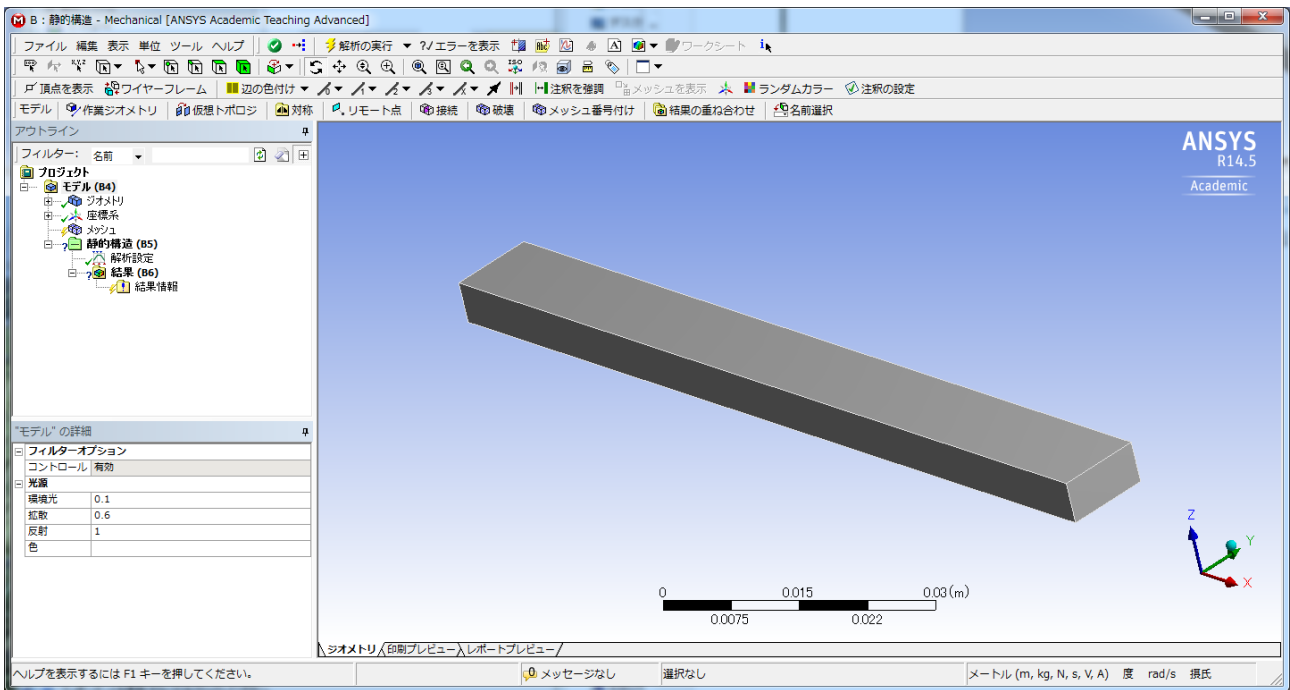 B : 静的構造 - Mechanical [ANSYS Academic Teaching Advanced]
ファイル 編集 表示 単位 ツール ヘルプ 解析の実行 ?/エラーを表示 ワークシート
頂点を表示 ワイヤーフレーム 辺の色付け 注釈を強調 メッシュを表示 ランダムカラー 注釈の設定
モデル 作業ジオメトリ 仮想トポロジ 対称 リモート点 接続 破壊 メッシュ番号付け 結果の重ね合わせ 名前選択
アウトライン
フィルター: 名前
プロジェクト
モデル (B4)
ジオメトリ
座標系
メッシュ
静的構造 (B5)
解析設定
結果 (B6)
結果情報
"モデル" の詳細
フィルターオプション
コントロール 有効
光源
環境光 0.1
拡散 0.6
反射 1
色
ANSYS
R14.5
Academic
Z
Y
X
0 0.015 0.03 (m)
0.0075 0.022
ジオメトリ 印刷プレビュー レポートプレビュー
ヘルプを表示するには F1 キーを押してください。 0 メッセージなし 選択なし メートル (m, kg, N, s, V, A) 度 rad/s 摂氏